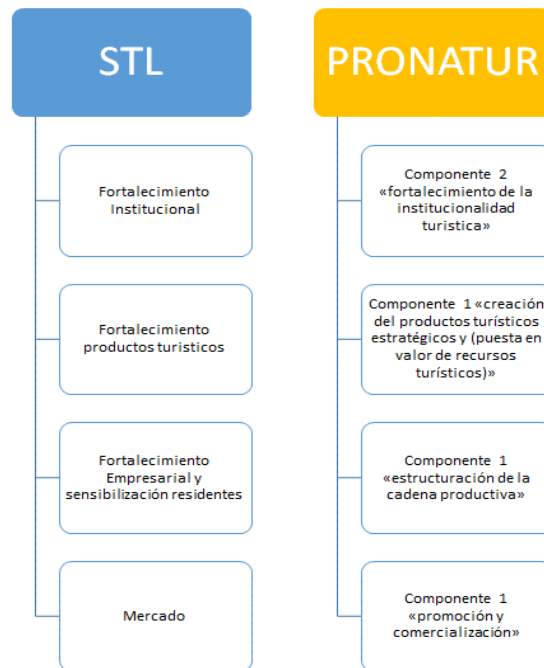 STL
Fortalecimiento
Institucional
Fortalecimiento
productos turisticos
Fortalecimiento
Empresarial y
sensibilización residentes
Mercado
PRONATUR
Componente 2
«fortalecimiento de la
institucionalidad
turistica»
Componente 1 «creación
del productos turísticos
estratégicos y (puesta en
valor de recursos
turísticos)»
Componente 1
«estructuración de la
cadena productiva»
Componente 1
«promoción y
comercialización»